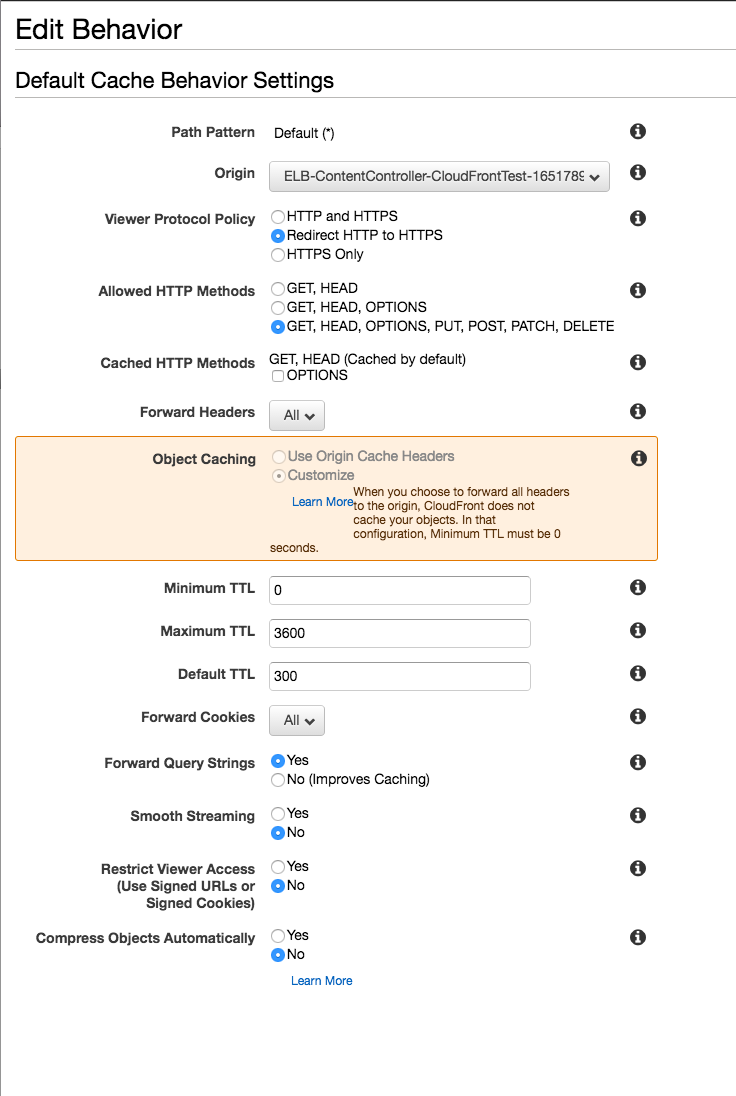 Edit Behavior
Default Cache Behavior Settings
Path Pattern Default (*)
Origin ELB-ContentController-CloudFrontTest-1651789
Viewer Protocol Policy HTTP and HTTPS
Redirect HTTP to HTTPS
HTTPS Only
Allowed HTTP Methods GET, HEAD
GET, HEAD, OPTIONS
GET, HEAD, OPTIONS, PUT, POST, PATCH, DELETE
Cached HTTP Methods GET, HEAD (Cached by default)
OPTIONS
Forward Headers All
Object Caching Use Origin Cache Headers
Customize
When you choose to forward all headers
Learn More to the origin, CloudFront does not
cache your objects. In that
configuration, Minimum TTL must be 0
seconds.
Minimum TTL 0
Maximum TTL 3600
Default TTL 300
Forward Cookies All
Forward Query Strings Yes
No (Improves Caching)
Smooth Streaming Yes
No
Restrict Viewer Access Yes
(Use Signed URLs or No
Signed Cookies)
Compress Objects Automatically Yes
No
Learn More